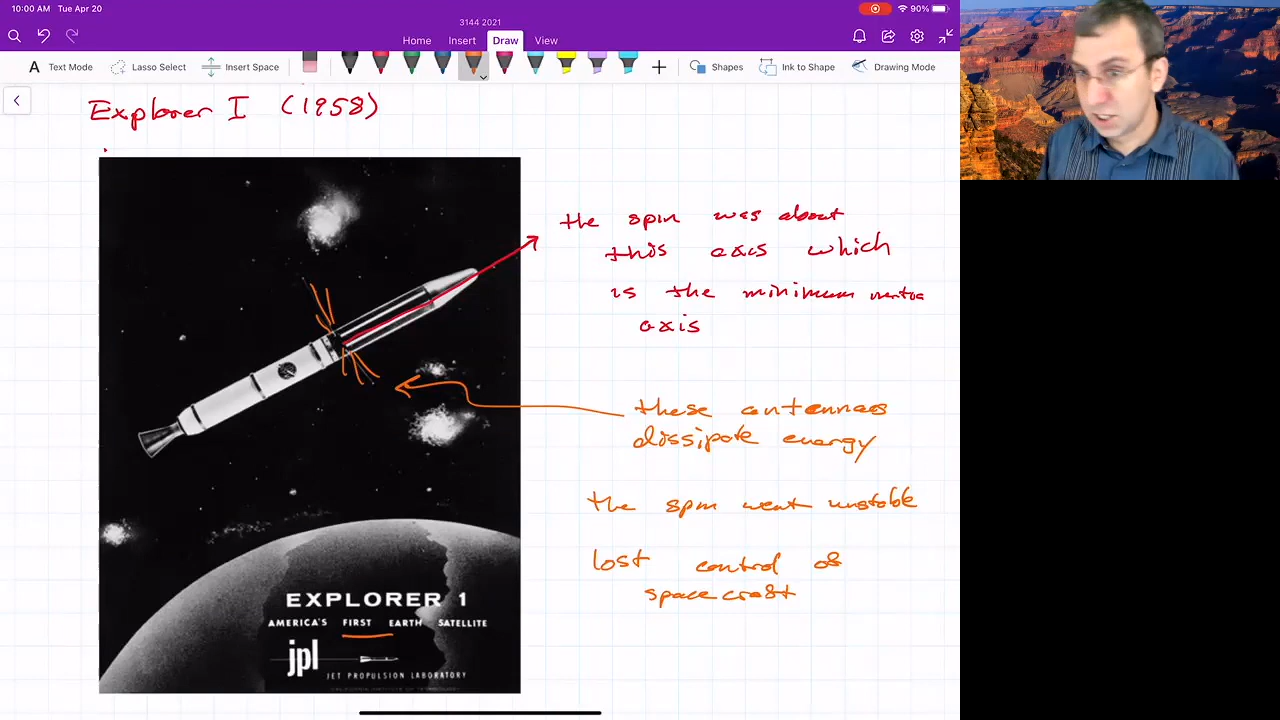 10:00 AM Tue Apr 20
90%
3144 2021
Home Insert Draw View
Text Mode Lasso Select Insert Space Shapes Ink to Shape Drawing Mode
Explorer I (1958)
the spin was about
this axis which
is the minimum inertia
axis
these antennaes
dissipate energy
the spin went unstable
lost control of
spacecraft
EXPLORER 1
AMERICA'S FIRST EARTH SATELLITE
jpl
JET PROPULSION LABORATORY